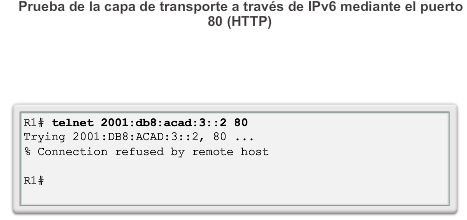 Prueba de la capa de transporte a través de IPv6 mediante el puerto
80 (HTTP)
R1# telnet 2001:db8:acad:3::2 80
Trying 2001:DB8:ACAD:3::2, 80 ...
% Connection refused by remote host
R1#